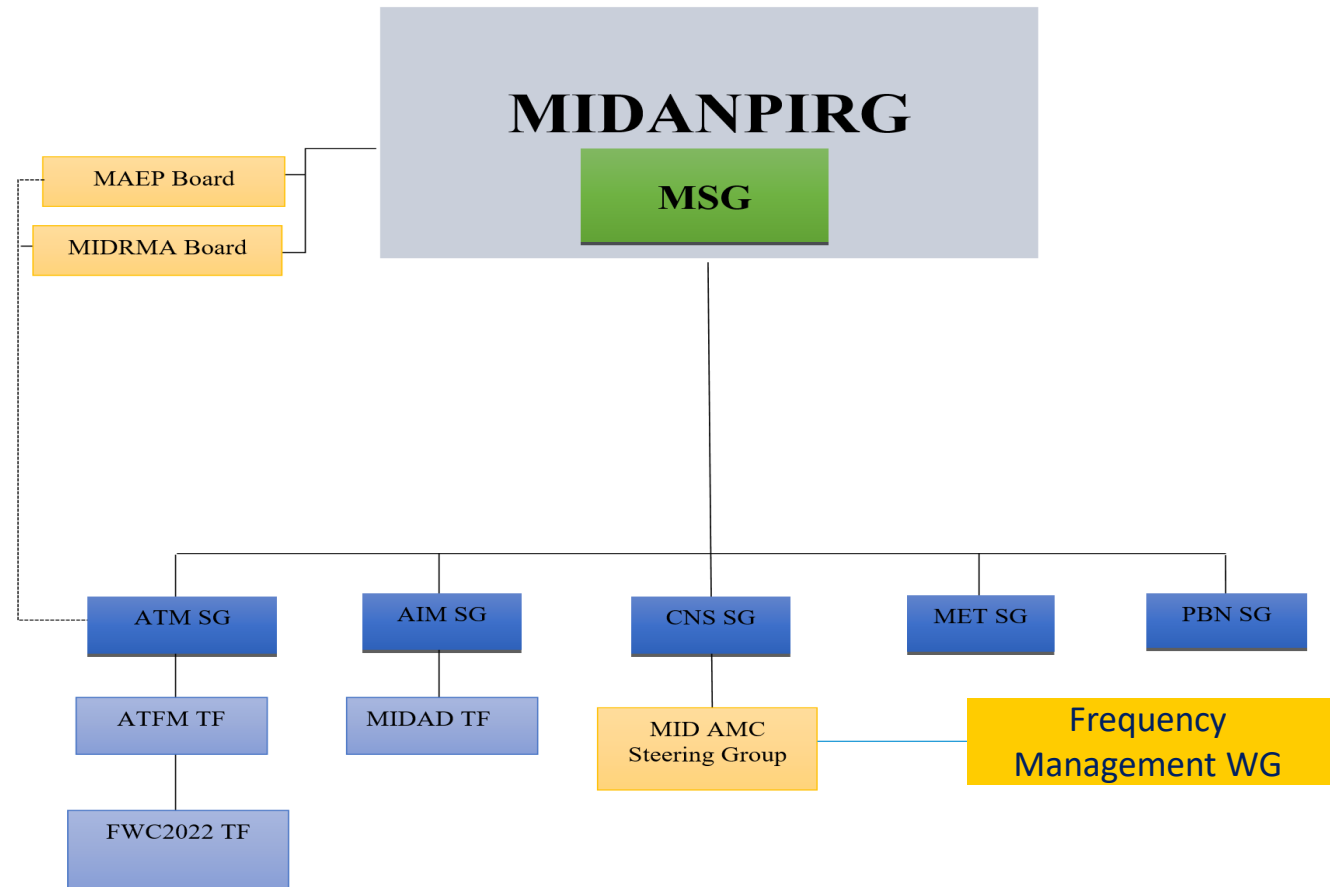 MIDANPIRG
MSG
MAEP Board
MIDRMA Board
ATM SG
AIM SG
CNS SG
MET SG
PBN SG
ATFM TF
MIDAD TF
MID AMC
Steering Group
Frequency
Management WG
FWC2022 TF